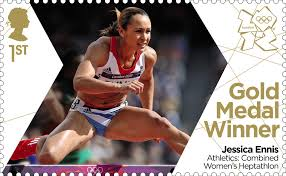 1ST
Gold
Medal
Winner
Jessica Ennis
Athletics: Combined
Women's Heptathlon